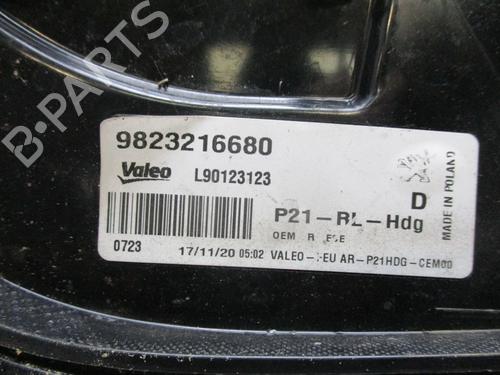 B-PARTS
9823216680
Valeo L90123123
D
P21-RL-Hdg
MADE IN POLAND
OEM
0723 17/11/20 05:02 VALEO AR-P21HDG-CEM00